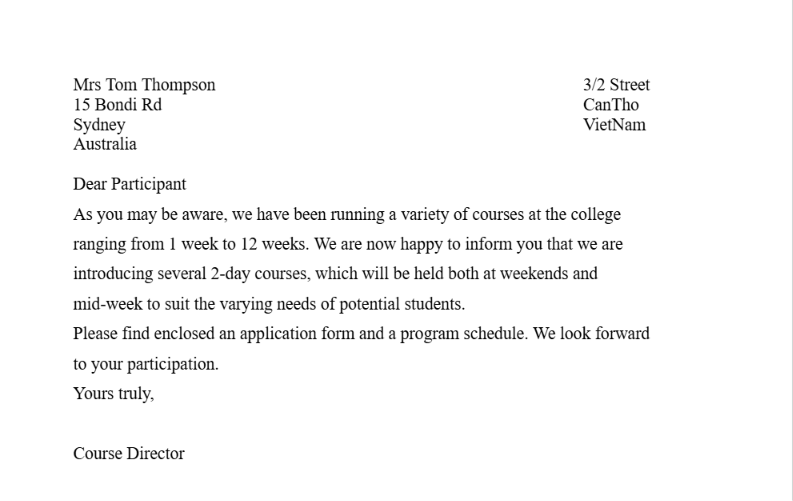 Mrs Tom Thompson
15 Bondi Rd
Sydney
Australia
3/2 Street
CanTho
VietNam
Dear Participant
As you may be aware, we have been running a variety of courses at the college
ranging from 1 week to 12 weeks. We are now happy to inform you that we are
introducing several 2-day courses, which will be held both at weekends and
mid-week to suit the varying needs of potential students.
Please find enclosed an application form and a program schedule. We look forward
to your participation.
Yours truly,
Course Director